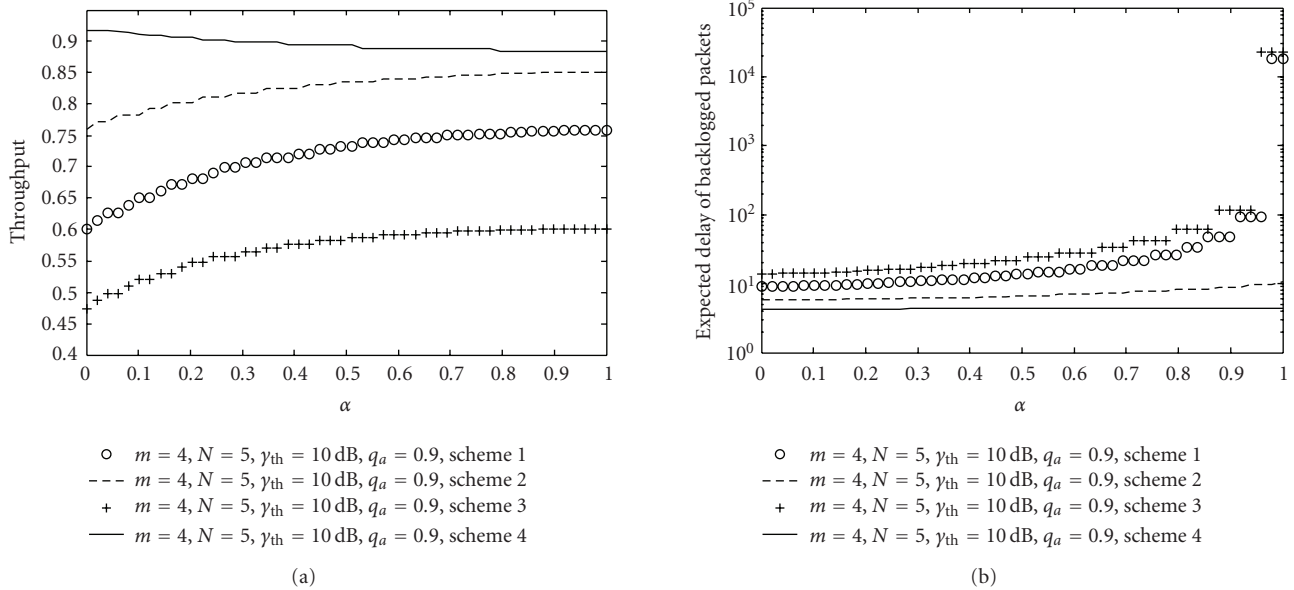 0.9
0.85
0.8
0.75
0.7
0.65
0.6
0.55
0.5
0.45
0.4
Throughput
0 0.1 0.2 0.3 0.4 0.5 0.6 0.7 0.8 0.9 1
α
m = 4, N = 5, γth = 10 dB, qa = 0.9, scheme 1
m = 4, N = 5, γth = 10 dB, qa = 0.9, scheme 2
m = 4, N = 5, γth = 10 dB, qa = 0.9, scheme 3
m = 4, N = 5, γth = 10 dB, qa = 0.9, scheme 4
(a)
10^5
10^4
10^3
10^2
10^1
10^0
Expected delay of backlogged packets
0 0.1 0.2 0.3 0.4 0.5 0.6 0.7 0.8 0.9 1
α
m = 4, N = 5, γth = 10 dB, qa = 0.9, scheme 1
m = 4, N = 5, γth = 10 dB, qa = 0.9, scheme 2
m = 4, N = 5, γth = 10 dB, qa = 0.9, scheme 3
m = 4, N = 5, γth = 10 dB, qa = 0.9, scheme 4
(b)